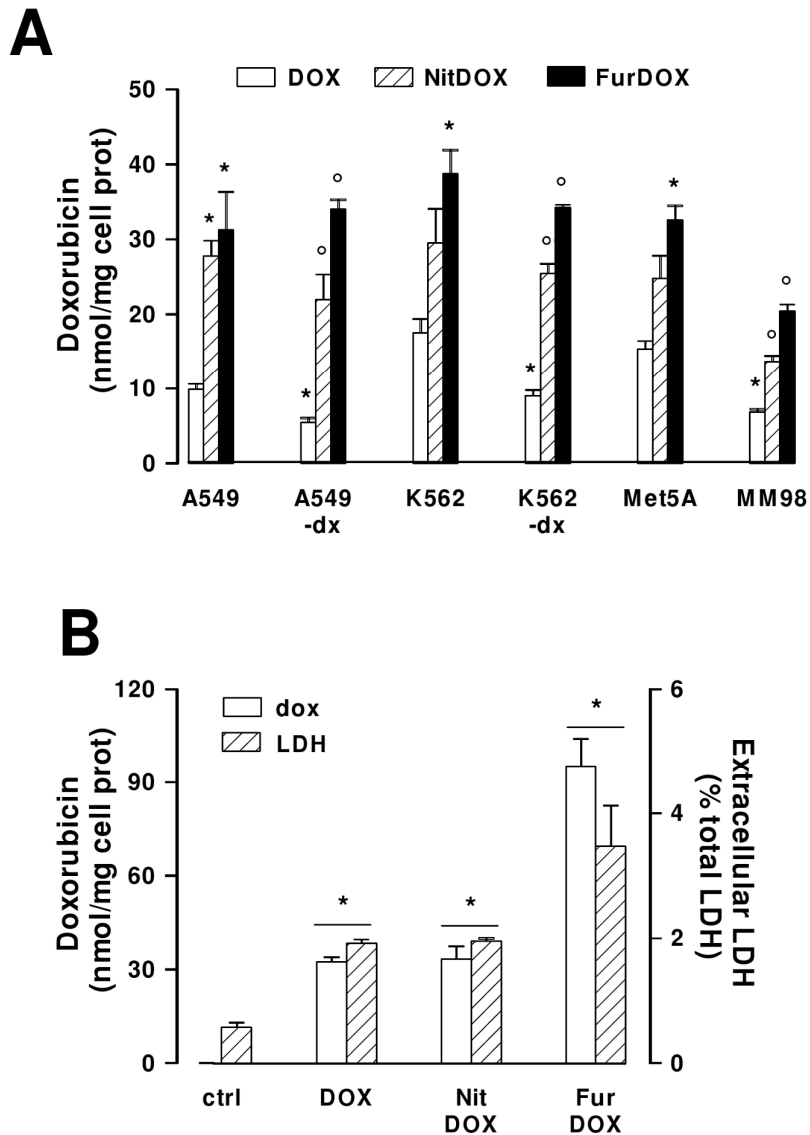 A
50
40
30
20
10
0
Doxorubicin
(nmol/mg cell prot)
DOX NitDOX FurDOX
* * * ° ° * * ° ° * * ° °
A549 A549 K562 K562 Met5A MM98
-dx -dx
B
120
90
60
30
0
Doxorubicin
(nmol/mg cell prot)
dox
LDH
* * *
6
4
2
0
Extracellular LDH
(% total LDH)
ctrl DOX Nit Fur
DOX DOX